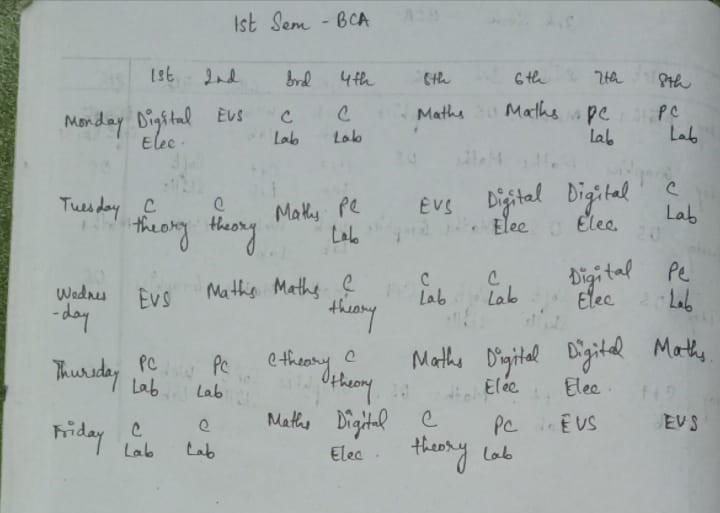 1st Sem - BCA
1st 2nd 3rd 4th 5th 6th 7th 8th
Monday Digital EVS C C Maths Maths PC PC
Elec. Lab Lab Lab Lab
Tuesday C C Maths PC EVS Digital Digital C
theory theory Lab Elec Elec. Lab
Wednes EVS Maths Maths C C C Digital PC
-day theory Lab Lab Elec Lab
Thursday PC PC C theory C Maths Digital Digital Maths
Lab Lab theory Elec Elec.
Friday C C Maths Digital C PC EVS EVS
Lab Lab Elec. theory Lab